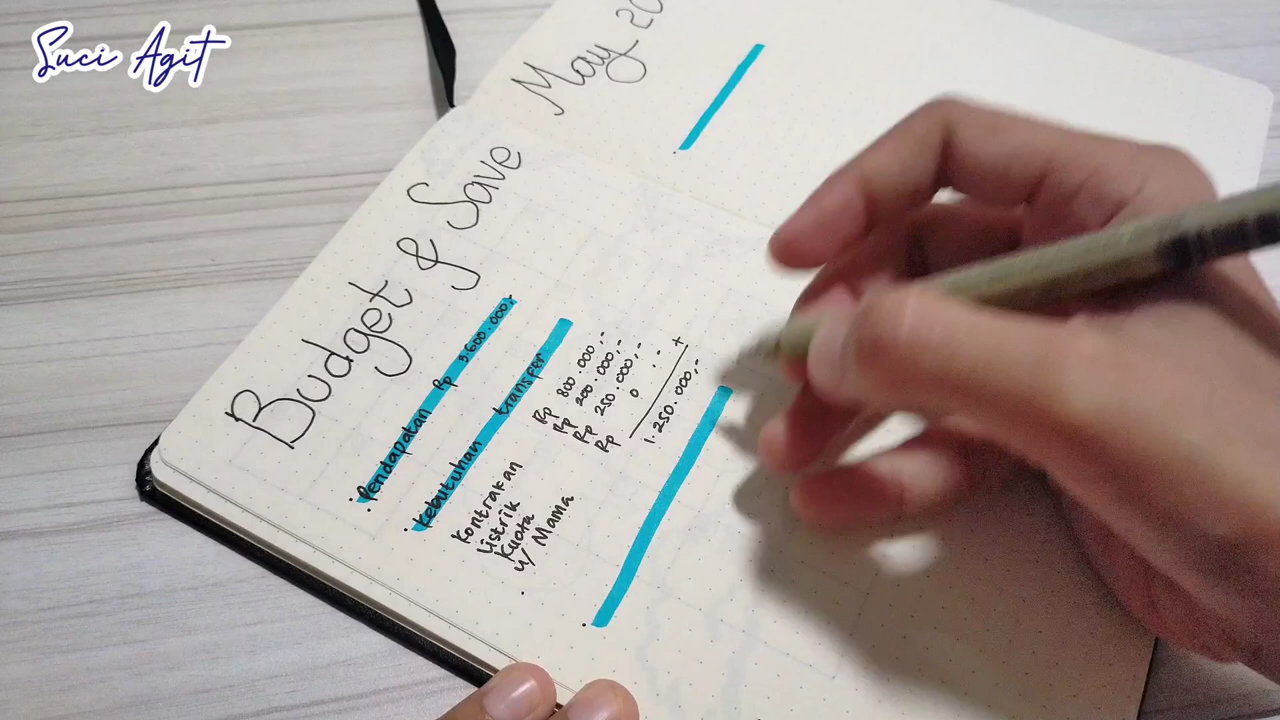 Suci Agit
May 20
Budget & Save
Pendapatan Rp 3.600.000,-
Kebutuhan transfer
Kontrakan Rp 800.000,-
Listrik Rp 200.000,-
Kuota Rp 250.000,-
u/ Mama Rp 0 . . +
1.250.000,-